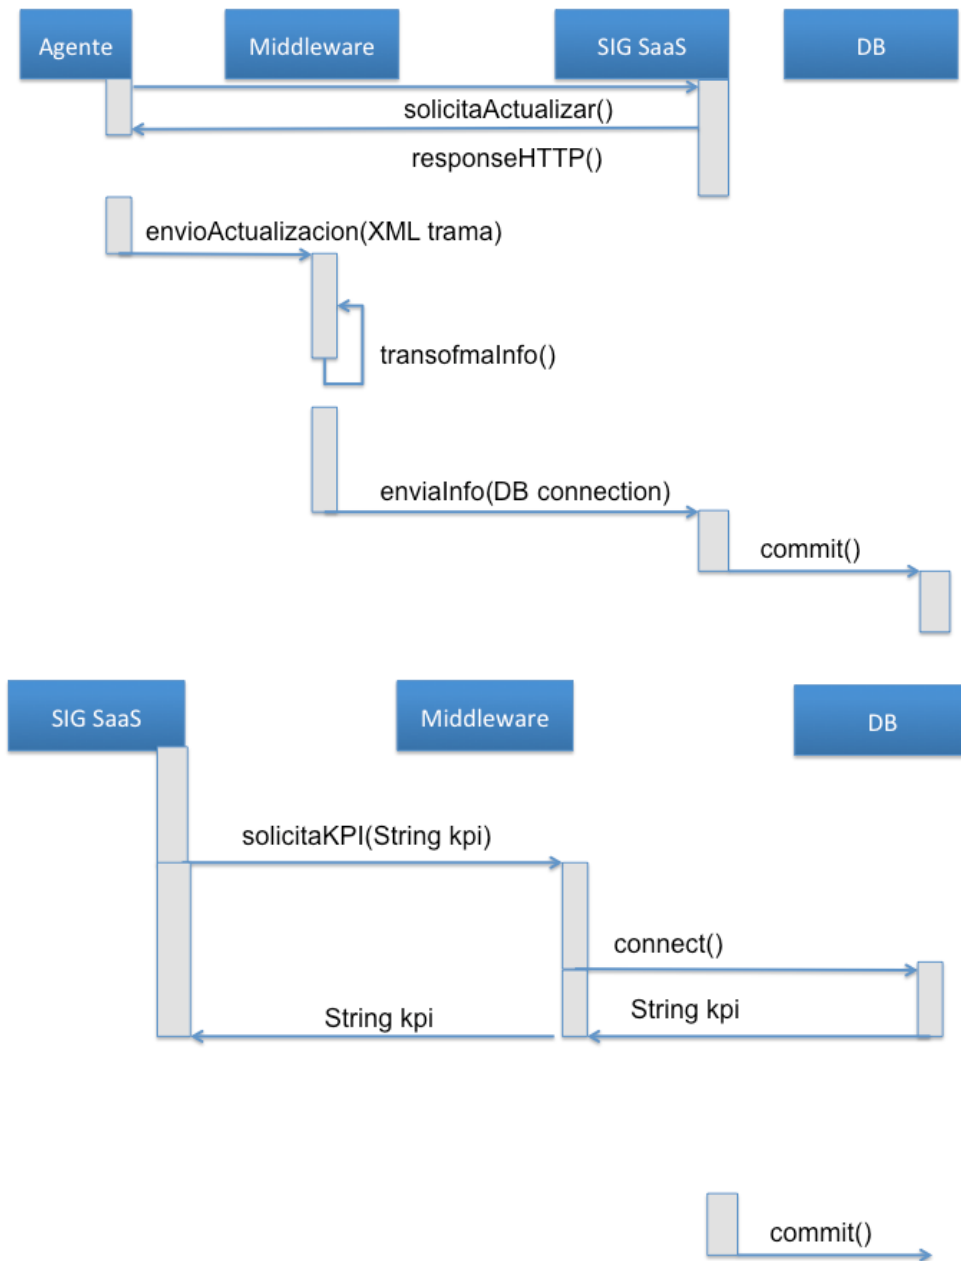 Agente
Middleware
SIG SaaS
DB
solicitaActualizar()
responseHTTP()
envioActualizacion(XML trama)
transofmaInfo()
enviaInfo(DB connection)
commit()
SIG SaaS
Middleware
DB
solicitaKPI(String kpi)
connect()
String kpi
String kpi
commit()